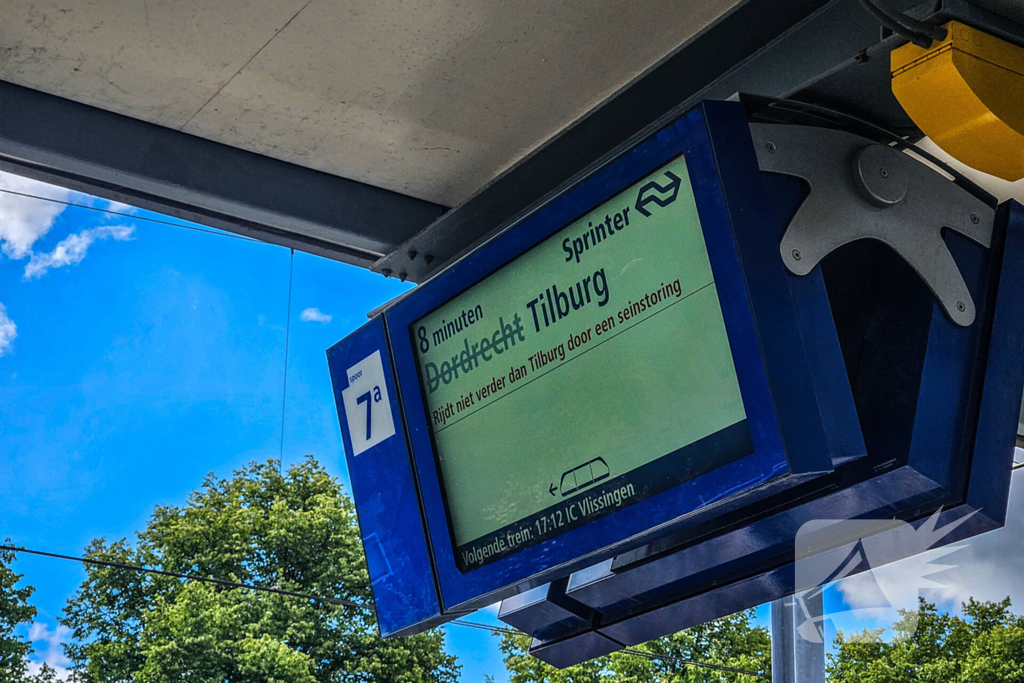 spoor
7a
8 minuten
Sprinter
Dordrecht Tilburg
Rijdt niet verder dan Tilburg door een seinstoring
Volgende trein: 17:12 IC Vlissingen